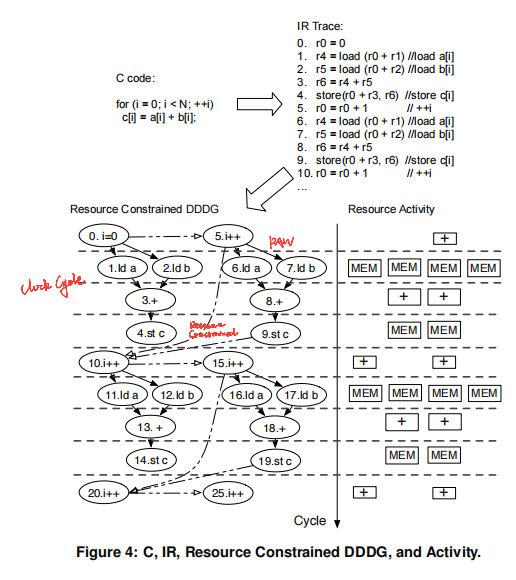 IR Trace:
0. r0 = 0
1. r4 = load (r0 + r1) //load a[i]
2. r5 = load (r0 + r2) //load b[i]
3. r6 = r4 + r5
4. store(r0 + r3, r6) //store c[i]
5. r0 = r0 + 1 // ++i
6. r4 = load (r0 + r1) //load a[i]
7. r5 = load (r0 + r2) //load b[i]
8. r6 = r4 + r5
9. store(r0 + r3, r6) //store c[i]
10. r0 = r0 + 1 // ++i
...
C code:
for (i = 0; i < N; ++i)
c[i] = a[i] + b[i];
Resource Constrained DDDG
Resource Activity
0. i=0
5.i++
RAW
+
1.ld a
2.ld b
6.ld a
7.ld b
MEM
MEM
MEM
MEM
Clock Cycle
3.+
8.+
+
+
4.st c
Resource
Constrained
9.st c
MEM
MEM
10.i++
15.i++
+
+
11.ld a
12.ld b
16.ld a
17.ld b
MEM
MEM
MEM
MEM
13. +
18.+
+
+
14.st c
19.st c
MEM
MEM
20.i++
25.i++
+
+
Cycle
Figure 4: C, IR, Resource Constrained DDDG, and Activity.